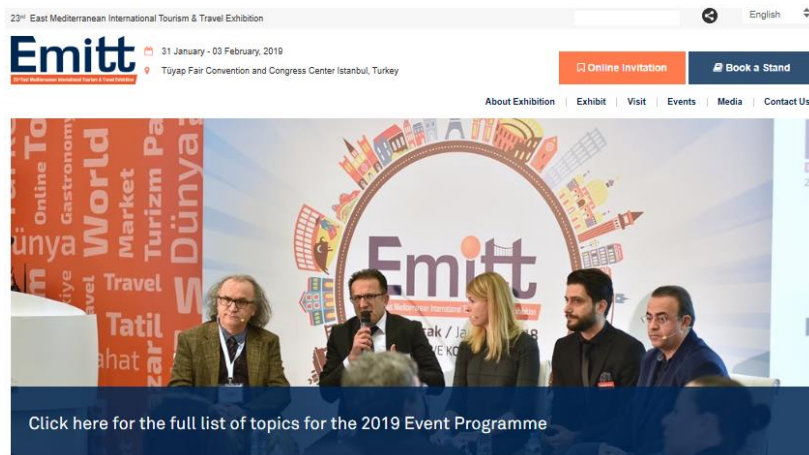 23rd East Mediterranean International Tourism & Travel Exhibition
English
Emitt
31 January - 03 February, 2019
Tüyap Fair Convention and Congress Center Istanbul, Turkey
Online Invitation
Book a Stand
About Exhibition | Exhibit | Visit | Events | Media | Contact Us
Online
Gastronomy
World
Market
Turizm
Dünya
ünya
Travel
Tatil
Emitt
Click here for the full list of topics for the 2019 Event Programme